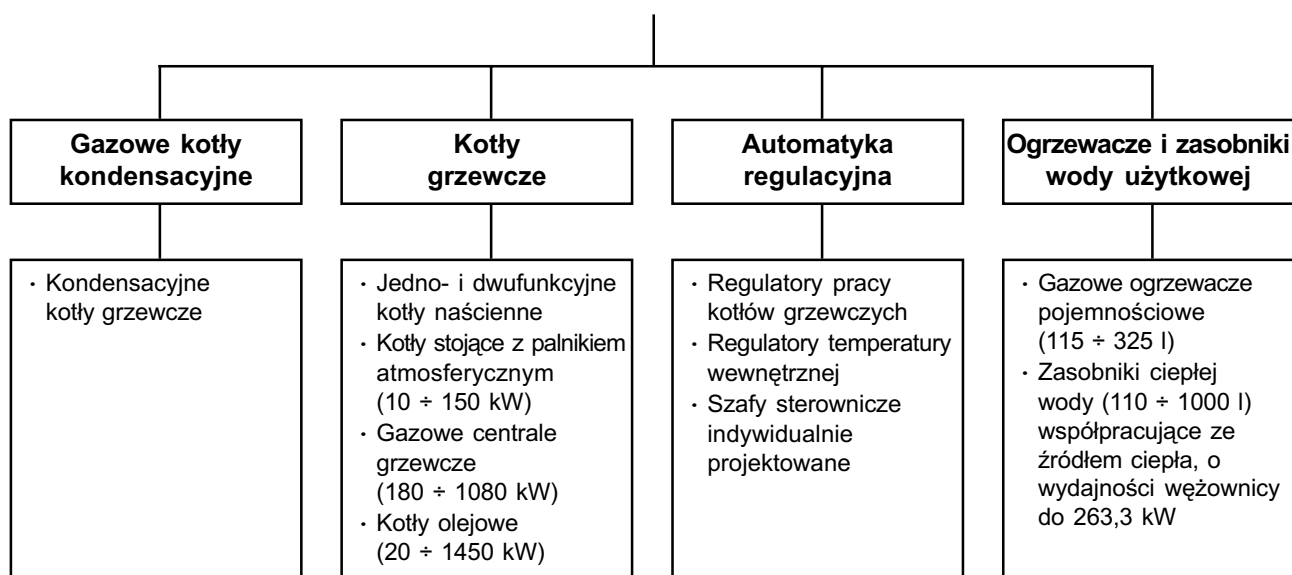 Gazowe kotły
kondensacyjne
Kotły
grzewcze
Automatyka
regulacyjna
Ogrzewacze i zasobniki
wody użytkowej
· Kondensacyjne
kotły grzewcze
· Jedno- i dwufunkcyjne
kotły naścienne
· Kotły stojące z palnikiem
atmosferycznym
(10 ÷ 150 kW)
· Gazowe centrale
grzewcze
(180 ÷ 1080 kW)
· Kotły olejowe
(20 ÷ 1450 kW)
· Regulatory pracy
kotłów grzewczych
· Regulatory temperatury
wewnętrznej
· Szafy sterownicze
indywidualnie
projektowane
· Gazowe ogrzewacze
pojemnościowe
(115 ÷ 325 l)
· Zasobniki ciepłej
wody (110 ÷ 1000 l)
współpracujące ze
źródłem ciepła, o
wydajności wężownicy
do 263,3 kW